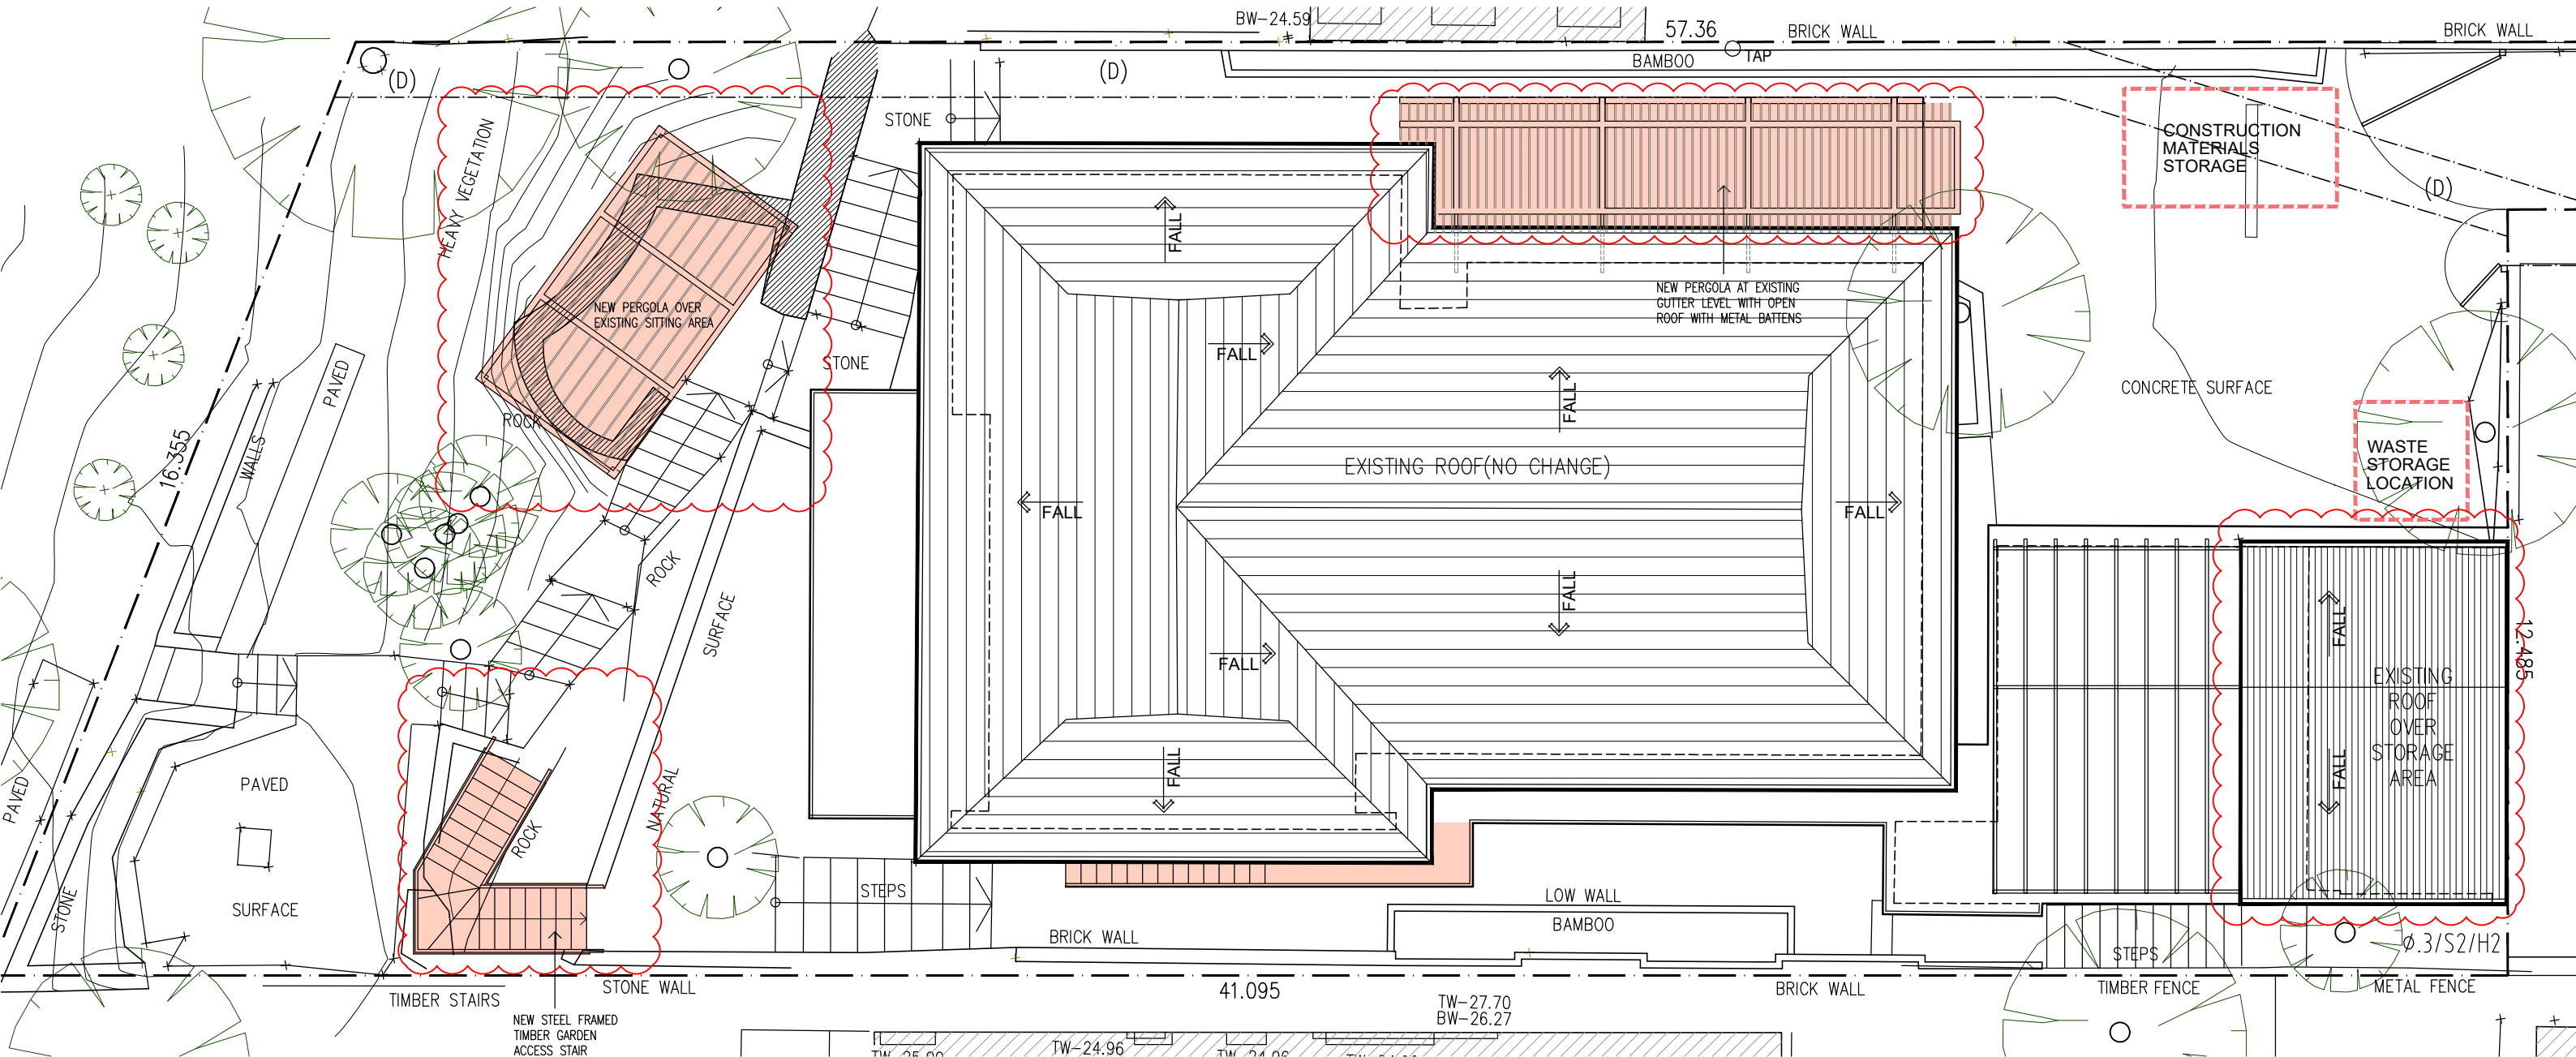 BW-24.59
57.36
BRICK WALL
BRICK WALL
BAMBOO
TAP
(D)
(D)
STONE
HEAVY VEGETATION
CONSTRUCTION
MATERIALS
STORAGE
(D)
FALL
NEW PERGOLA OVER
EXISTING SITTING AREA
NEW PERGOLA AT EXISTING
GUTTER LEVEL WITH OPEN
ROOF WITH METAL BATTENS
STONE
FALL
PAVED
FALL
CONCRETE SURFACE
ROCK
16.355
WALLS
EXISTING ROOF(NO CHANGE)
WASTE
STORAGE
LOCATION
FALL
FALL
ROCK
FALL
FALL
SURFACE
FALL
12.485
EXISTING
ROOF
OVER
STORAGE
AREA
FALL
FALL
PAVED
PAVED
NATURAL
ROCK
SURFACE
STONE
STEPS
LOW WALL
BAMBOO
BRICK WALL
STEPS
Ø.3/S2/H2
TIMBER STAIRS
STONE WALL
41.095
BRICK WALL
TIMBER FENCE
METAL FENCE
TW-27.70
BW-26.27
NEW STEEL FRAMED
TIMBER GARDEN
ACCESS STAIR
TW-24.96